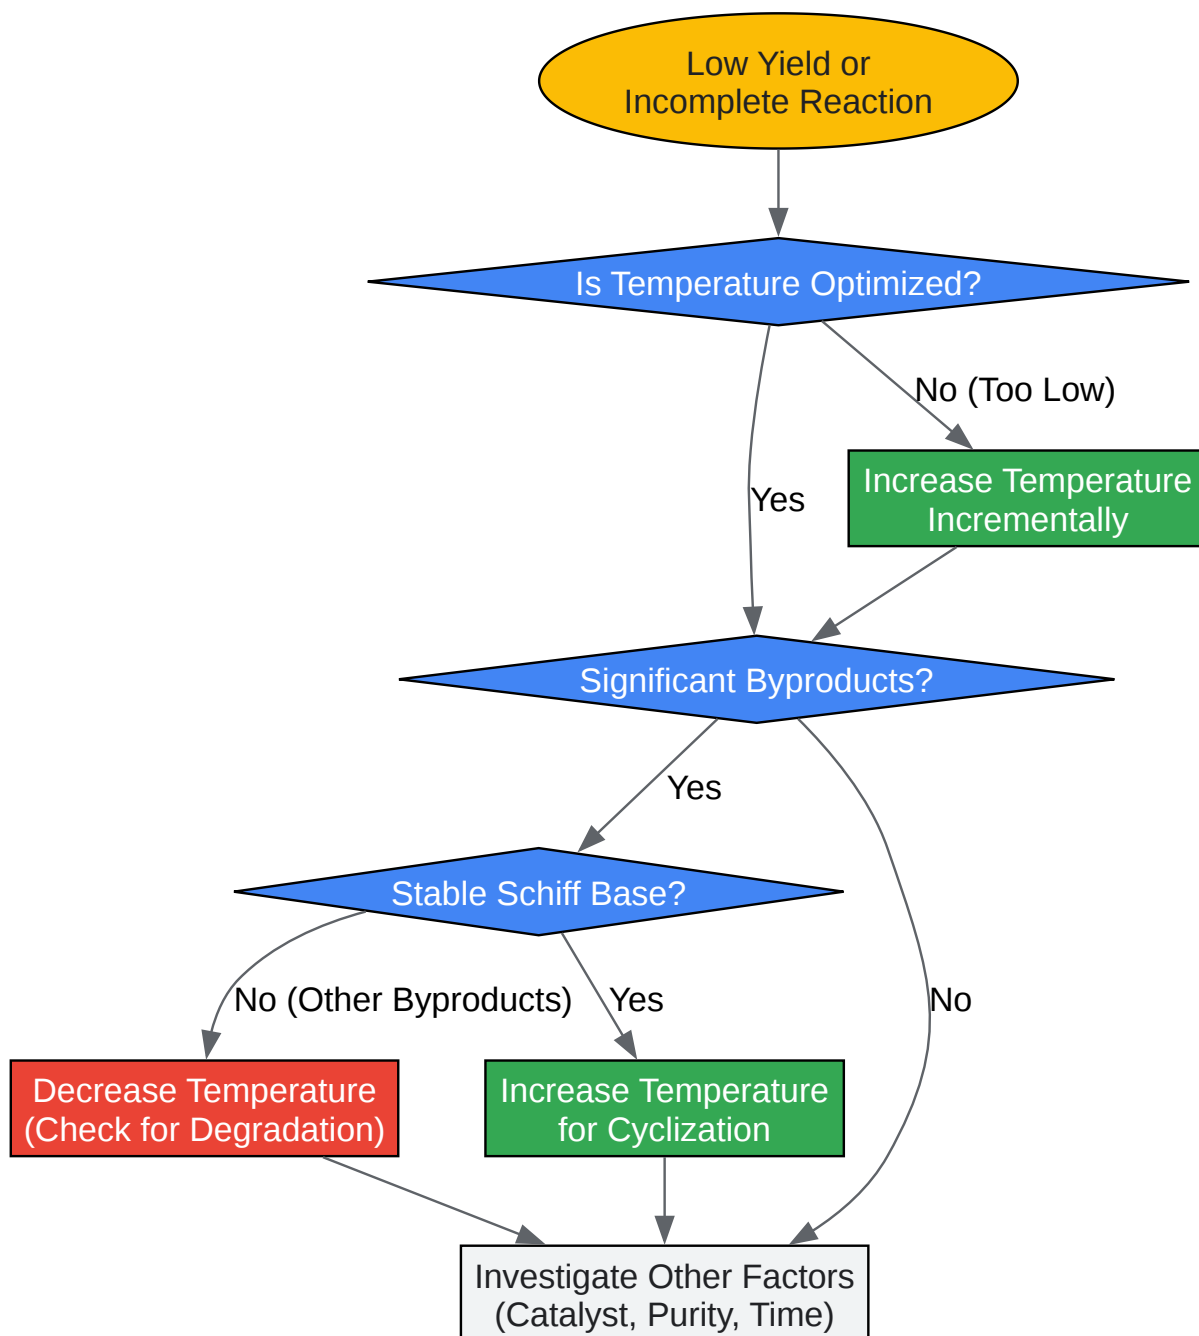 Low Yield or
Incomplete Reaction
Is Temperature Optimized?
No (Too Low)
Increase Temperature
Incrementally
Yes
Significant Byproducts?
Yes
Stable Schiff Base?
No (Other Byproducts)
Yes
No
Decrease Temperature
(Check for Degradation)
Increase Temperature
for Cyclization
Investigate Other Factors
(Catalyst, Purity, Time)